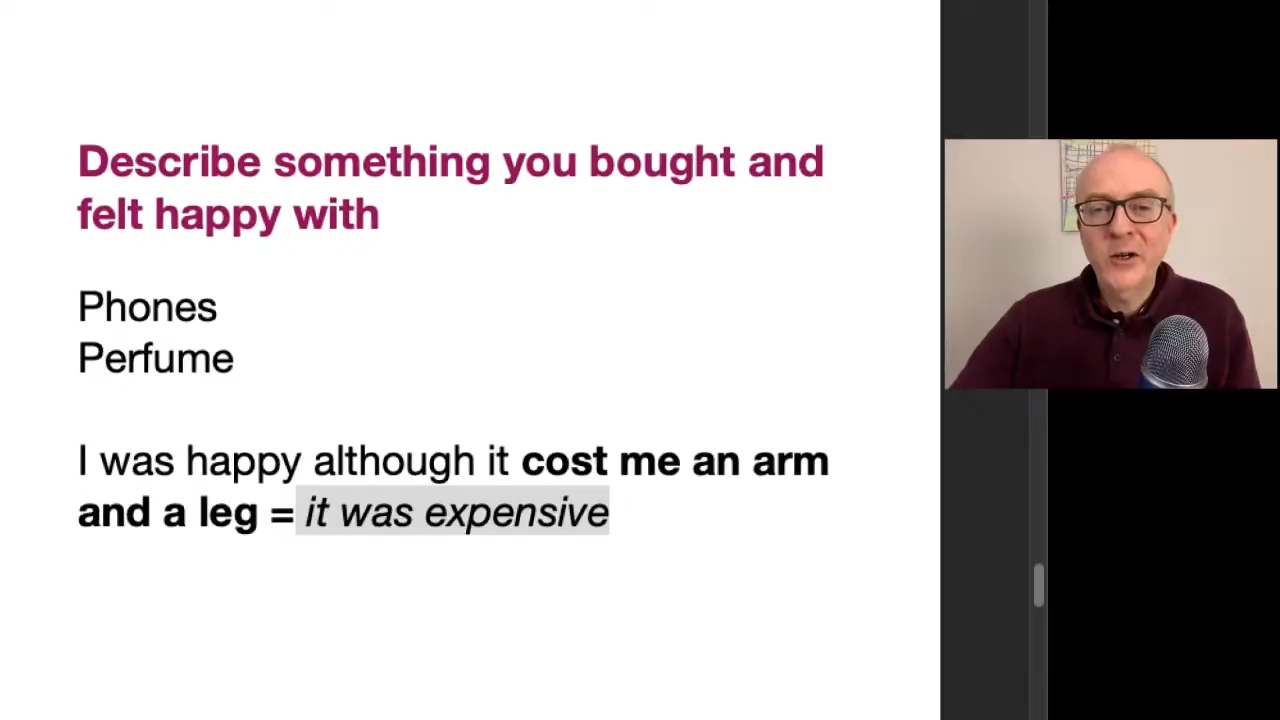 Describe something you bought and
felt happy with
Phones
Perfume
I was happy although it cost me an arm
and a leg = it was expensive